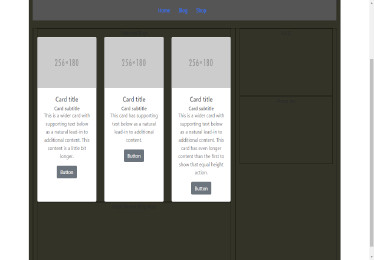 Home Blog Shop
256×180 256×180 256×180
Card title
Card subtitle
This is a wider card with
supporting text below
as a natural lead-in to
additional content. This
content is a little bit
longer.
Button
Card title
Card subtitle
This card has supporting
text below as a natural
lead-in to additional
content.
Button
Card title
Card subtitle
This is a wider card with
supporting text below
as a natural lead-in to
additional content. This
card has even longer
content than the first to
show that equal height
action.
Button